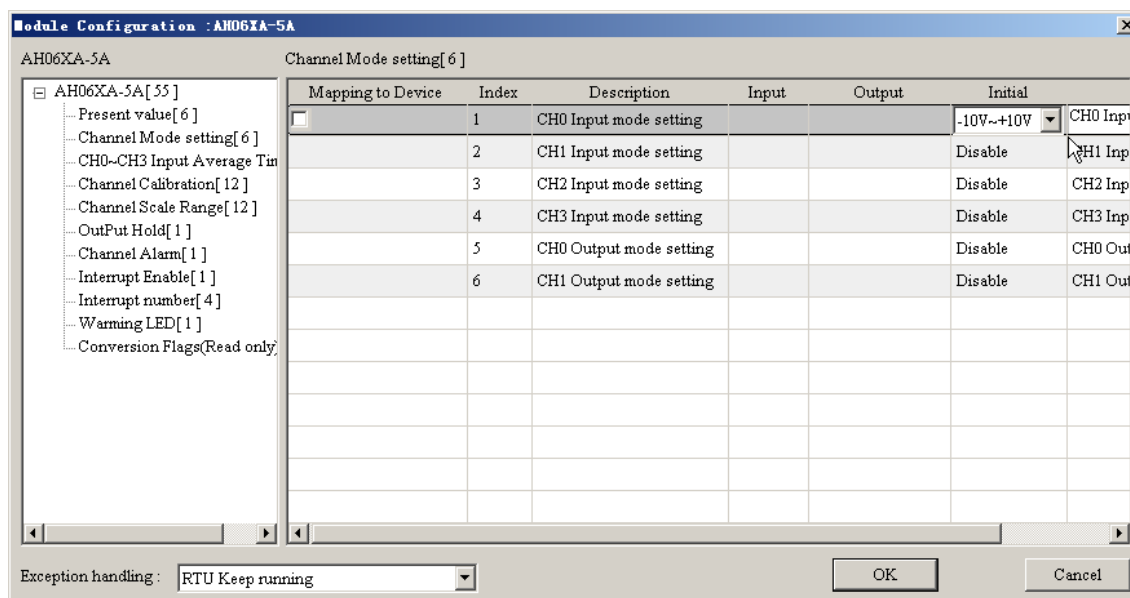 Module Configuration :AH06XA-5A
AH06XA-5A
Channel Mode setting[ 6 ]
AH06XA-5A[ 55 ]
Present value[ 6 ]
Channel Mode setting[ 6 ]
CH0~CH3 Input Average Tim
Channel Calibration[ 12 ]
Channel Scale Range[ 12 ]
OutPut Hold[ 1 ]
Channel Alarm[ 1 ]
Interrupt Enable[ 1 ]
Interrupt number[ 4 ]
Warming LED[ 1 ]
Conversion Flags(Read only)
Mapping to Device Index Description Input Output Initial
1 CH0 Input mode setting -10V~+10V CH0 Inpu
2 CH1 Input mode setting Disable CH1 Inp
3 CH2 Input mode setting Disable CH2 Inp
4 CH3 Input mode setting Disable CH3 Inp
5 CH0 Output mode setting Disable CH0 Out
6 CH1 Output mode setting Disable CH1 Out
Exception handling : RTU Keep running
OK Cancel